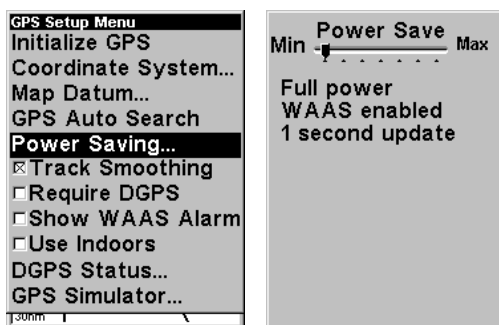 GPS Setup Menu
Initialize GPS
Coordinate System...
Map Datum...
GPS Auto Search
Power Saving...
Track Smoothing
Require DGPS
Show WAAS Alarm
Use Indoors
DGPS Status...
GPS Simulator...
30nm
Power Save
Min Max
Full power
WAAS enabled
1 second update